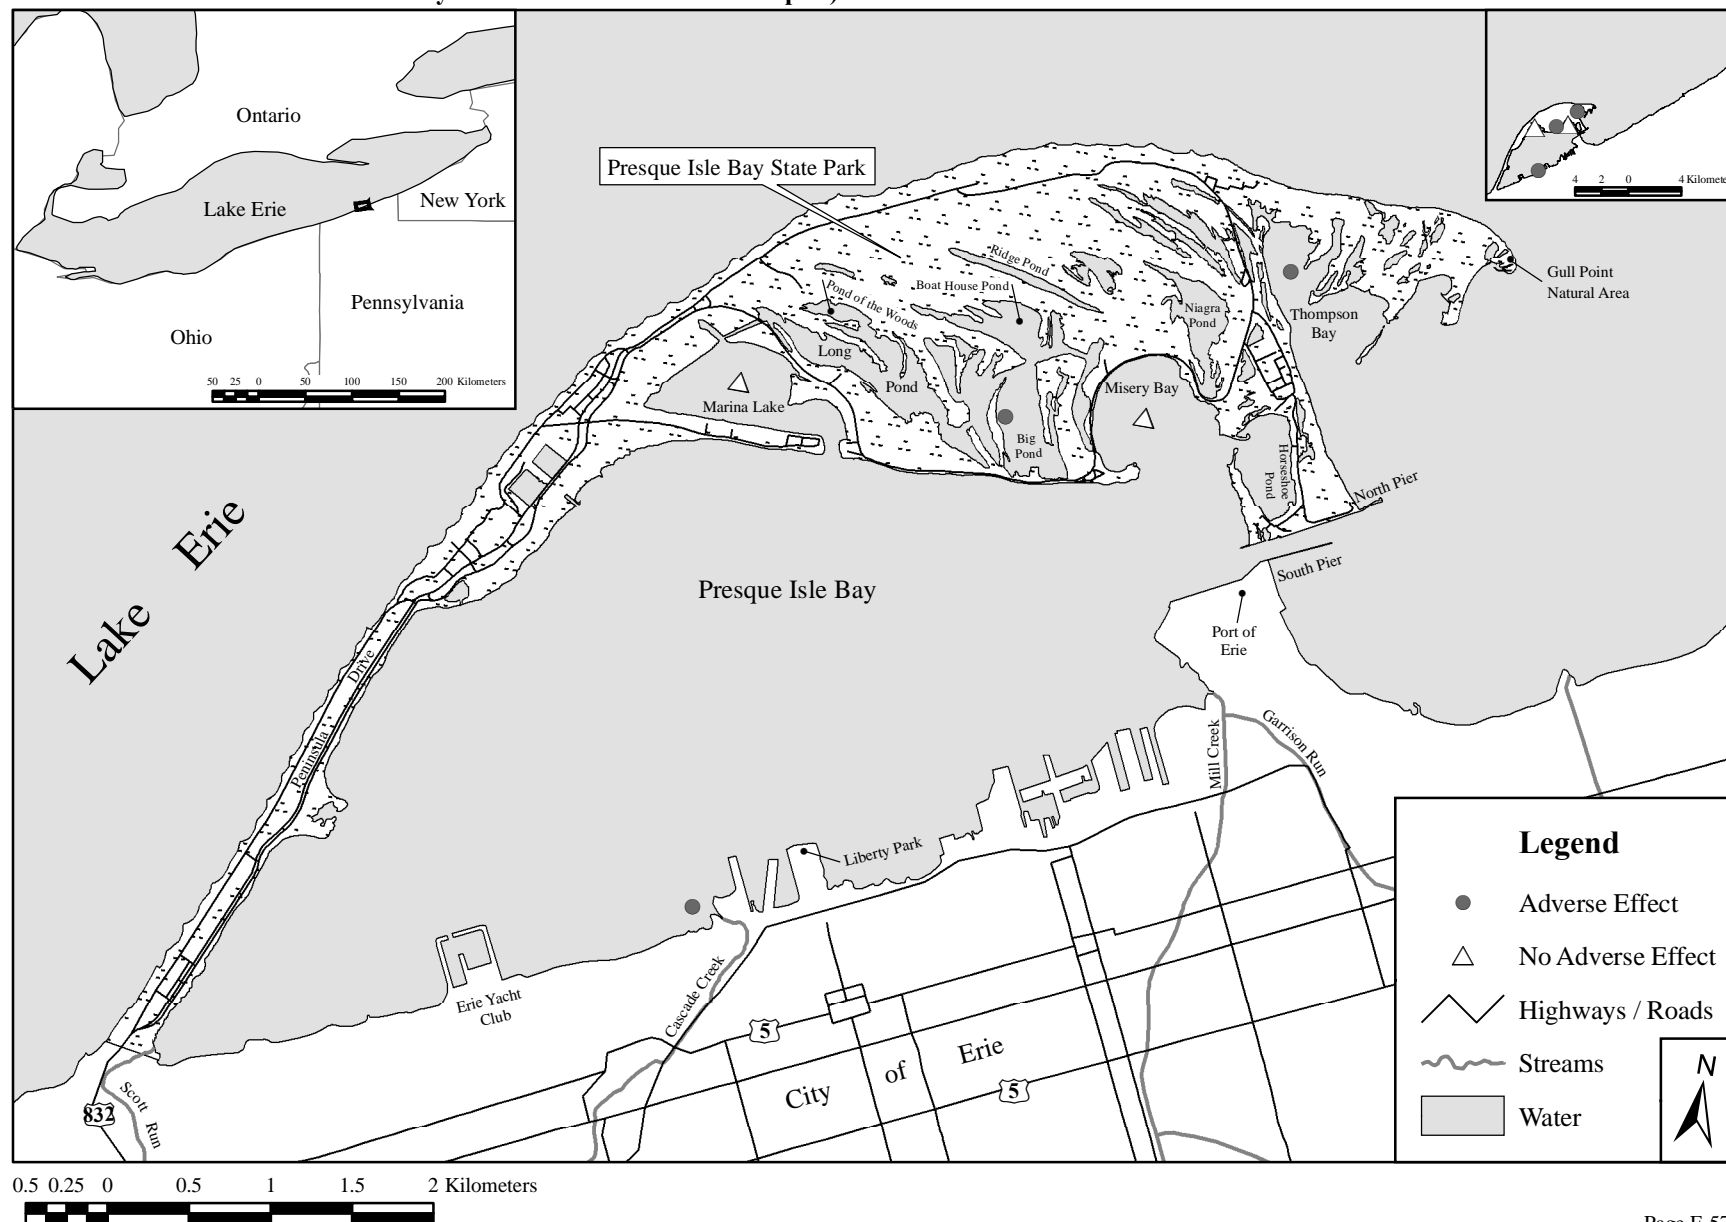 Ontario
Lake Erie
New York
Pennsylvania
Ohio
50 25 0 50 100 150 200 Kilometers
4 2 0 4
Presque Isle Bay State Park
Ridge Pond
Boat House Pond
Pond of the Woods
Niagra
Pond
Thompson
Bay
Gull Point
Natural Area
Long
Pond
Marina Lake
Misery Bay
Big
Pond
Horseshoe
Pond
North Pier
South Pier
Lake Erie
Presque Isle Bay
Port of
Erie
Peninsula Drive
Mill Creek
Garrison Run
Liberty Park
Erie Yacht
Club
Cascade Creek
5
City of Erie
5
832
Scott Run
Legend
Adverse Effect
No Adverse Effect
Highways / Roads
Streams
Water
N
0.5 0.25 0 0.5 1 1.5 2 Kilometers